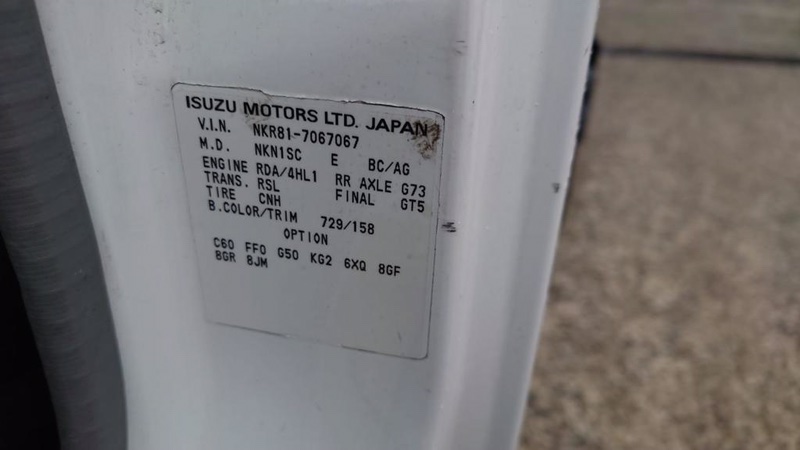 ISUZU MOTORS LTD. JAPAN
V.I.N. NKR81-7067067
M.D. NKN1SC E BC/AG
ENGINE RDA/4HL1 RR AXLE G73
TRANS. RSL FINAL GT5
TIRE CNH
B.COLOR/TRIM 729/158
OPTION
C60 FF0 G50 KG2 6XQ 8GF
8GR 8JM